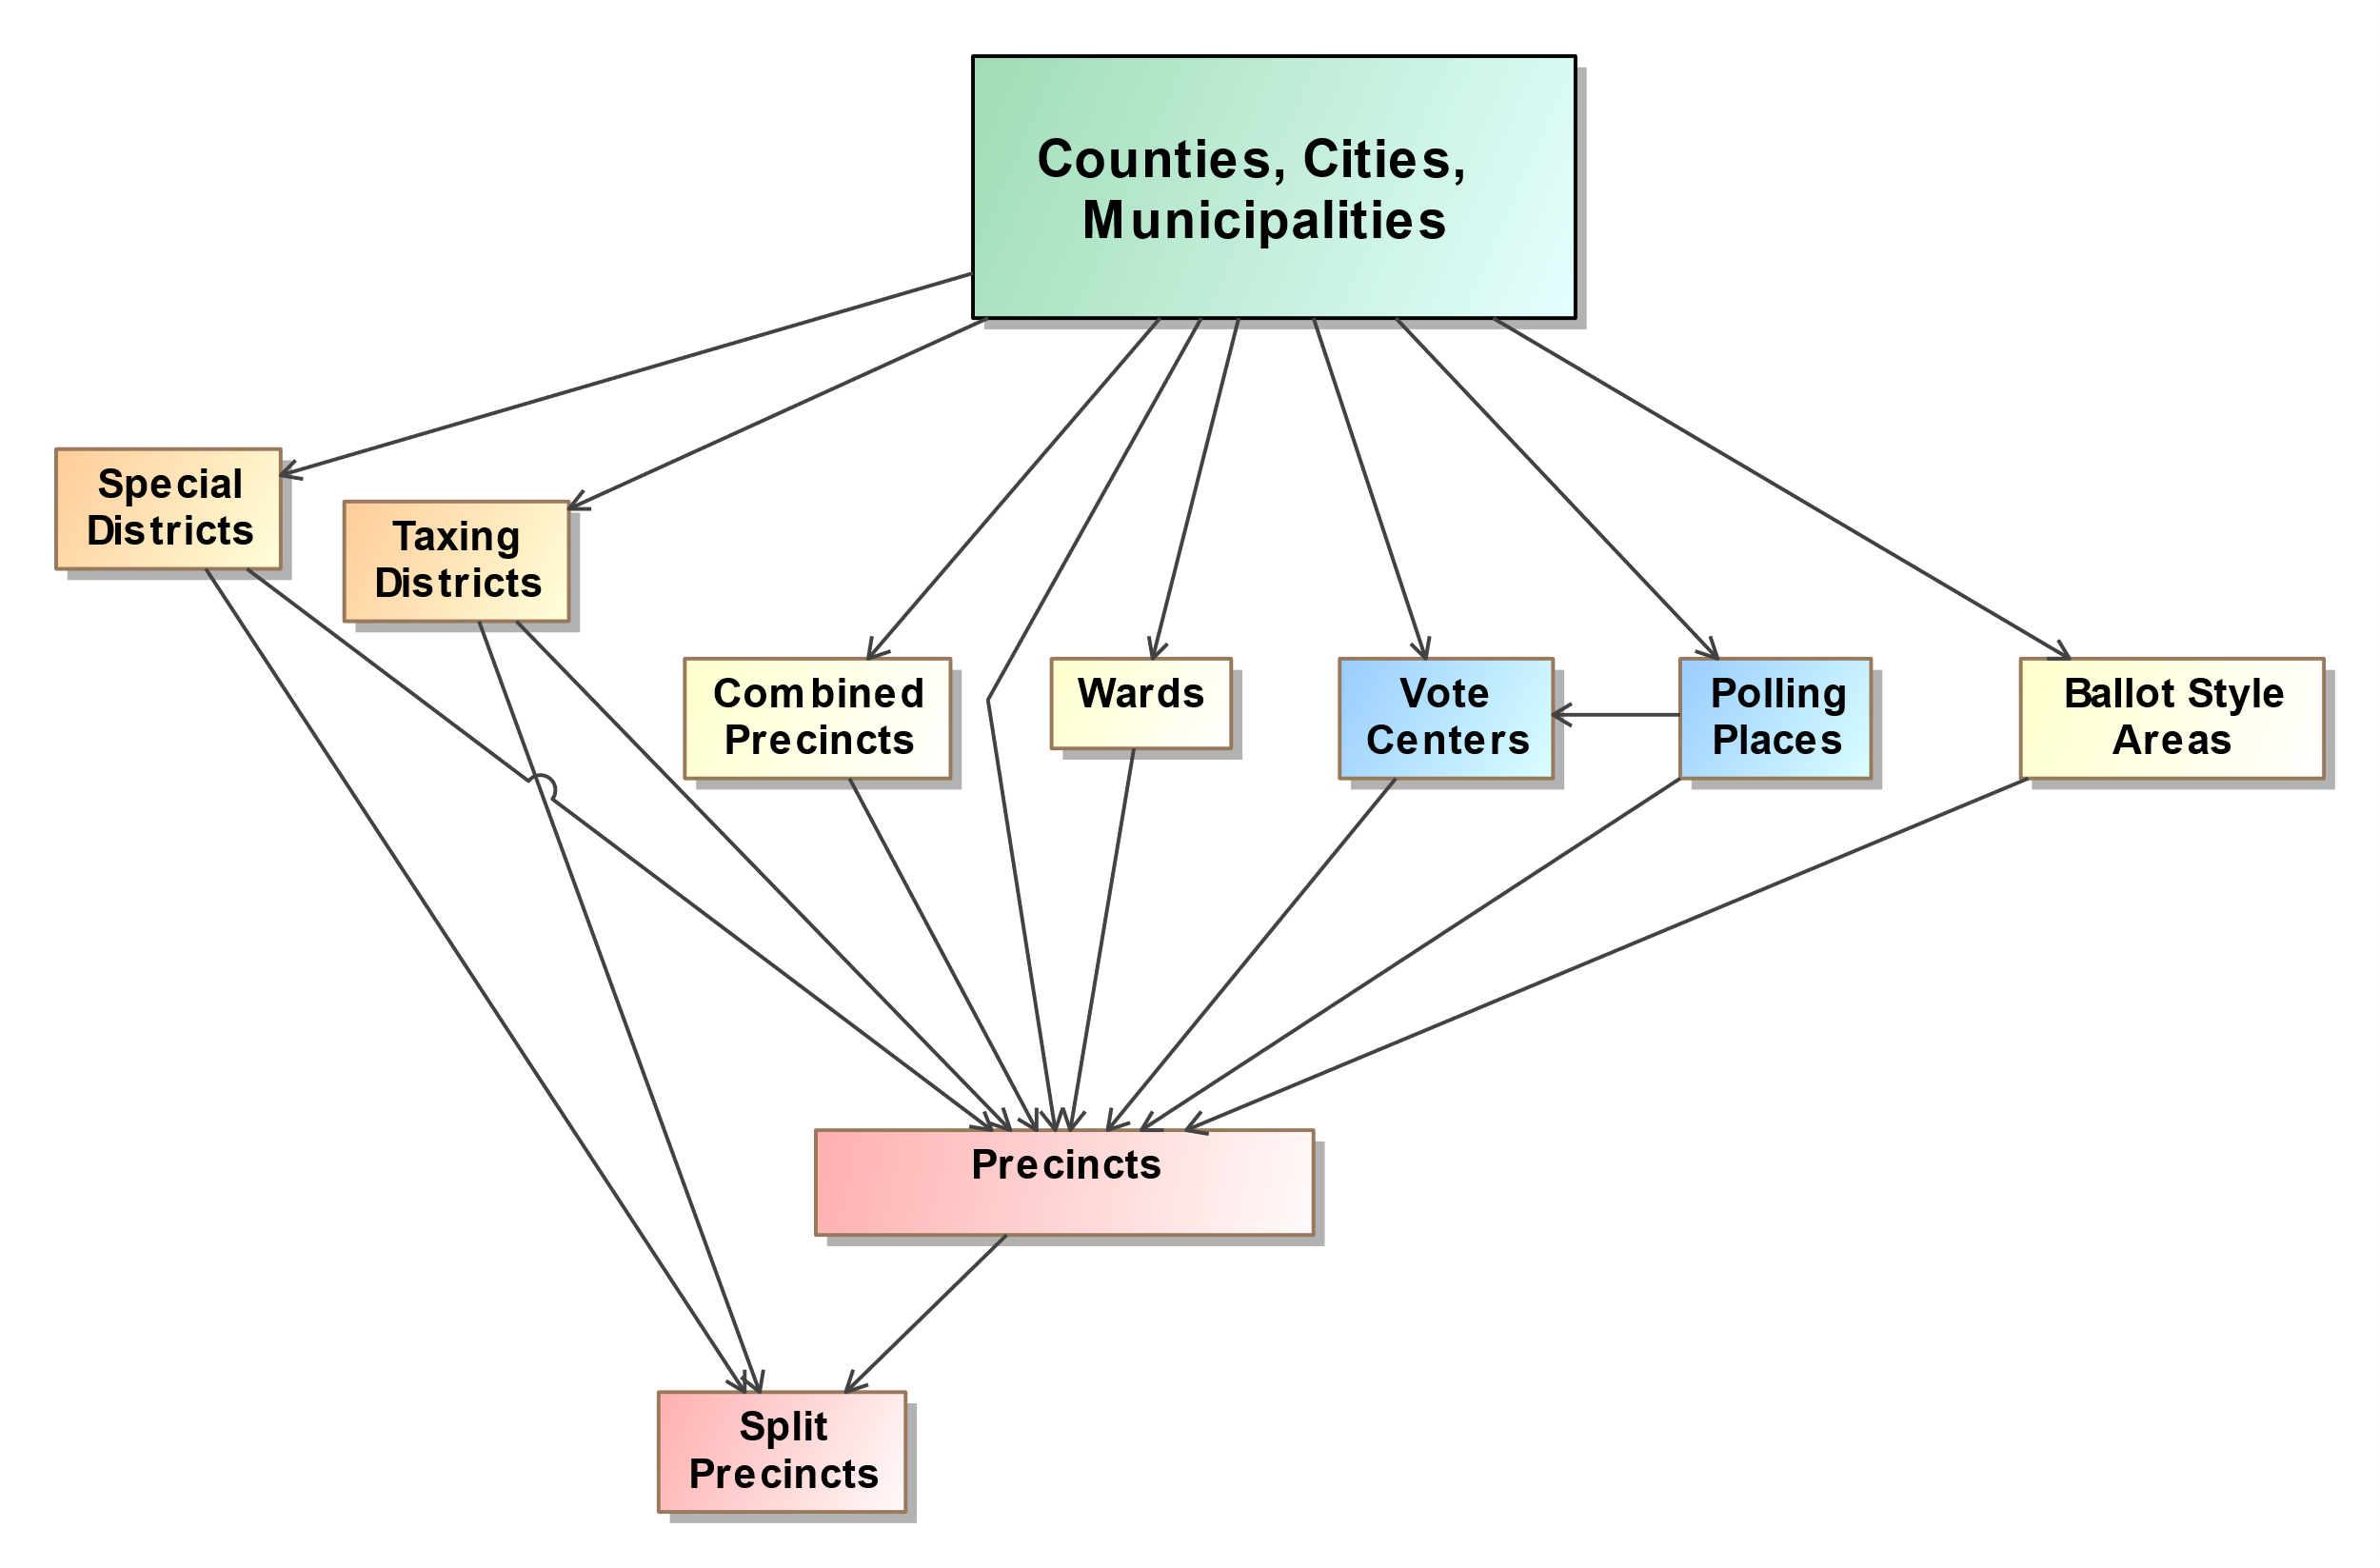 Counties, Cities,
Municipalities
Special
Districts
Taxing
Districts
Combined
Precincts
Wards
Vote
Centers
Polling
Places
Ballot Style
Areas
Precincts
Split
Precincts